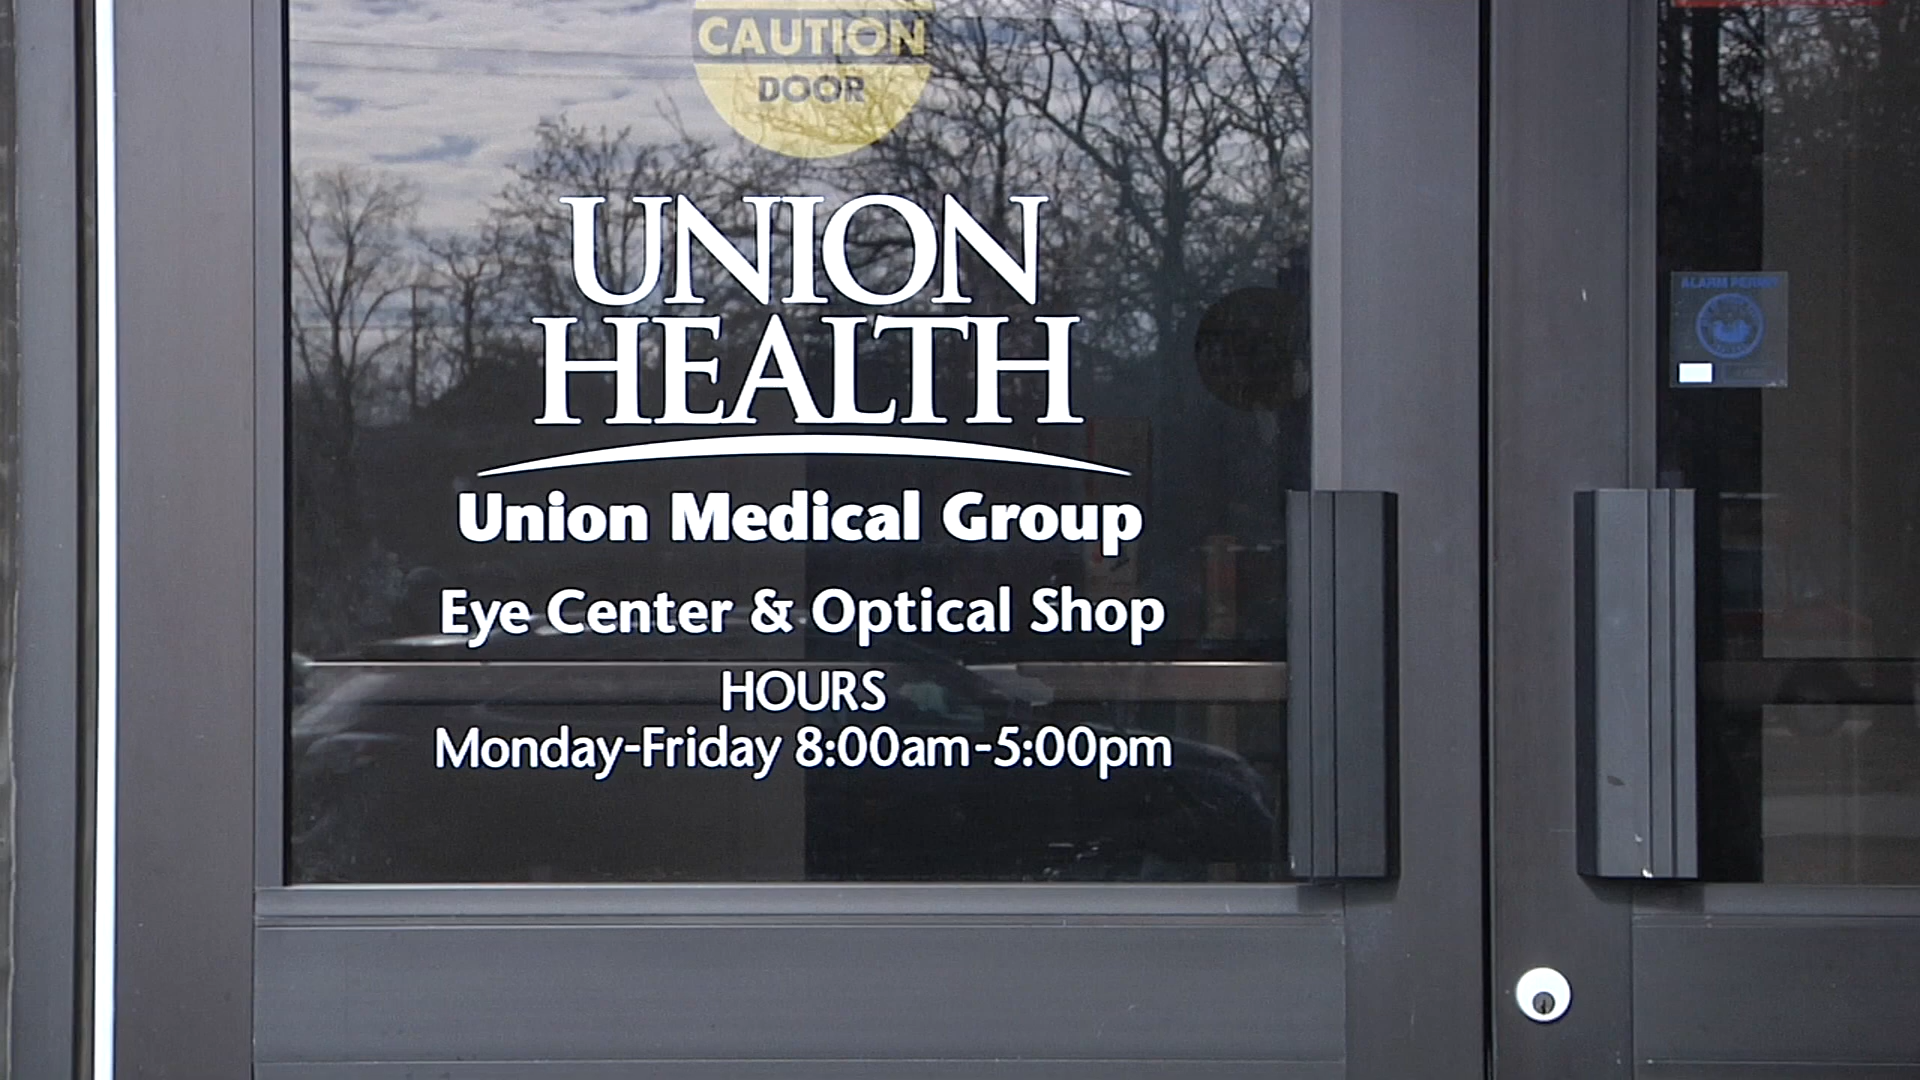 CAUTION
DOOR
UNION
HEALTH
Union Medical Group
Eye Center & Optical Shop
HOURS
Monday-Friday 8:00am-5:00pm
ALARM PERMIT